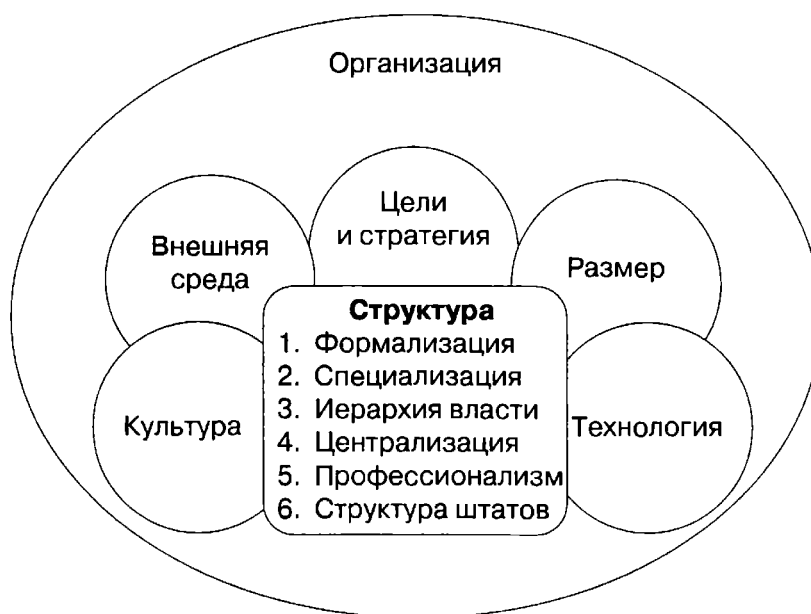 Организация
Цели
и стратегия
Внешняя
среда
Размер
Культура
Структура
1. Формализация
2. Специализация
3. Иерархия власти
4. Централизация
5. Профессионализм
6. Структура штатов
Технология